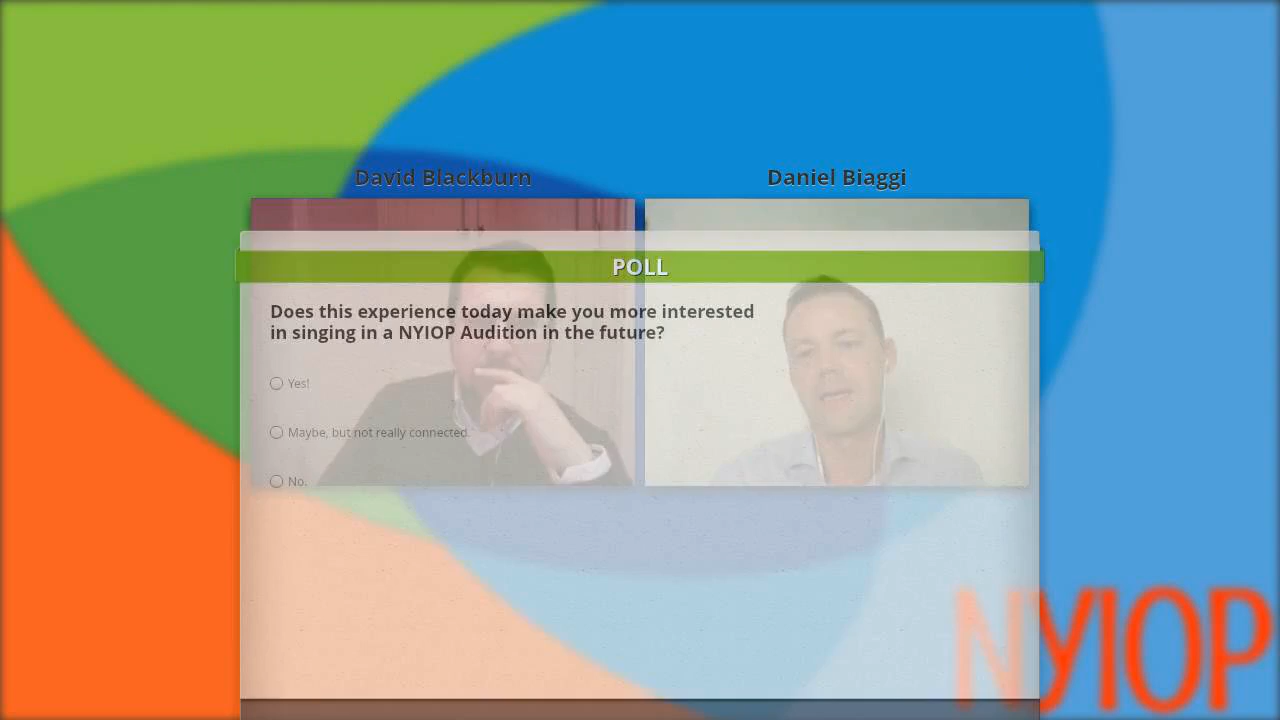 David Blackburn
Daniel Biaggi
POLL
Does this experience today make you more interested
in singing in a NYIOP Audition in the future?
Yes!
Maybe, but not really connected.
No.
NYIOP